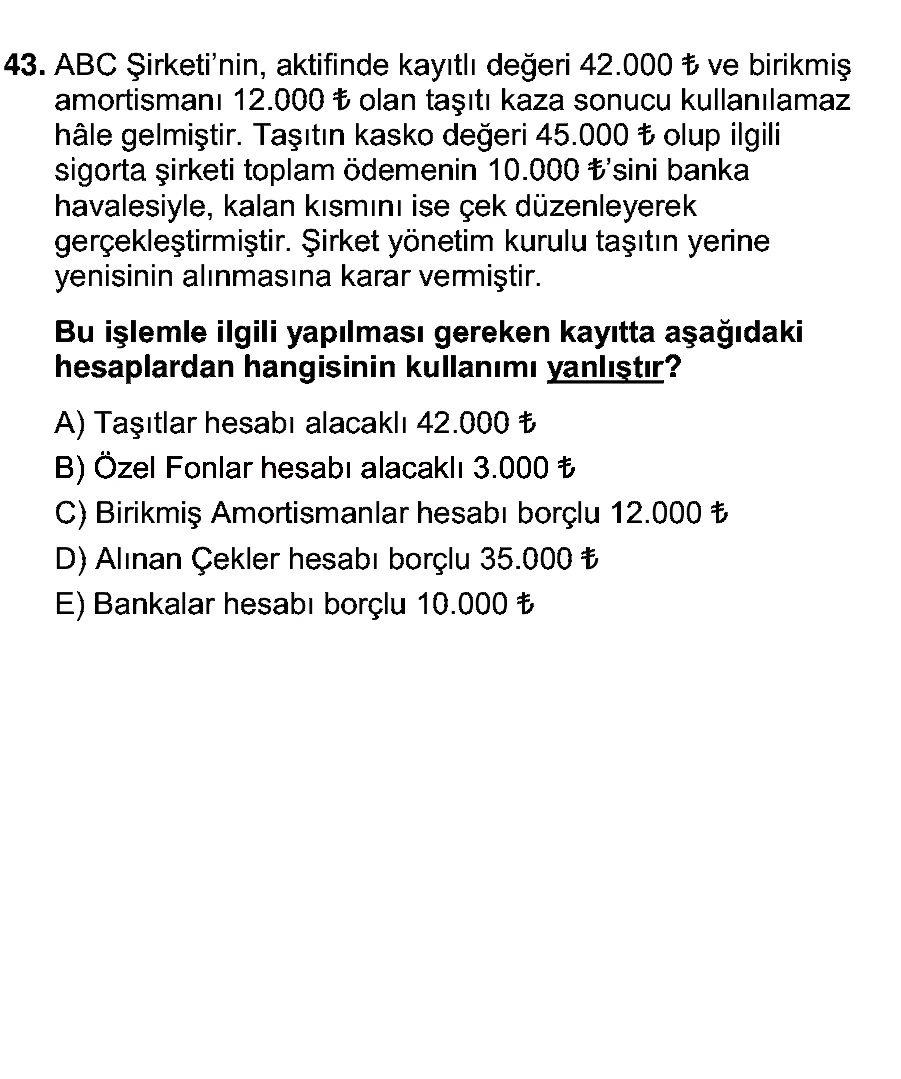 43. ABC Şirketi’nin, aktifinde kayıtlı değeri 42.000 ₺ ve birikmiş
amortismanı 12.000 ₺ olan taşıtı kaza sonucu kullanılamaz
hâle gelmiştir. Taşıtın kasko değeri 45.000 ₺ olup ilgili
sigorta şirketi toplam ödemenin 10.000 ₺’sini banka
havalesiyle, kalan kısmını ise çek düzenleyerek
gerçekleştirmiştir. Şirket yönetim kurulu taşıtın yerine
yenisinin alınmasına karar vermiştir.
Bu işlemle ilgili yapılması gereken kayıtta aşağıdaki
hesaplardan hangisinin kullanımı yanlıştır?
A) Taşıtlar hesabı alacaklı 42.000 ₺
B) Özel Fonlar hesabı alacaklı 3.000 ₺
C) Birikmiş Amortismanlar hesabı borçlu 12.000 ₺
D) Alınan Çekler hesabı borçlu 35.000 ₺
E) Bankalar hesabı borçlu 10.000 ₺